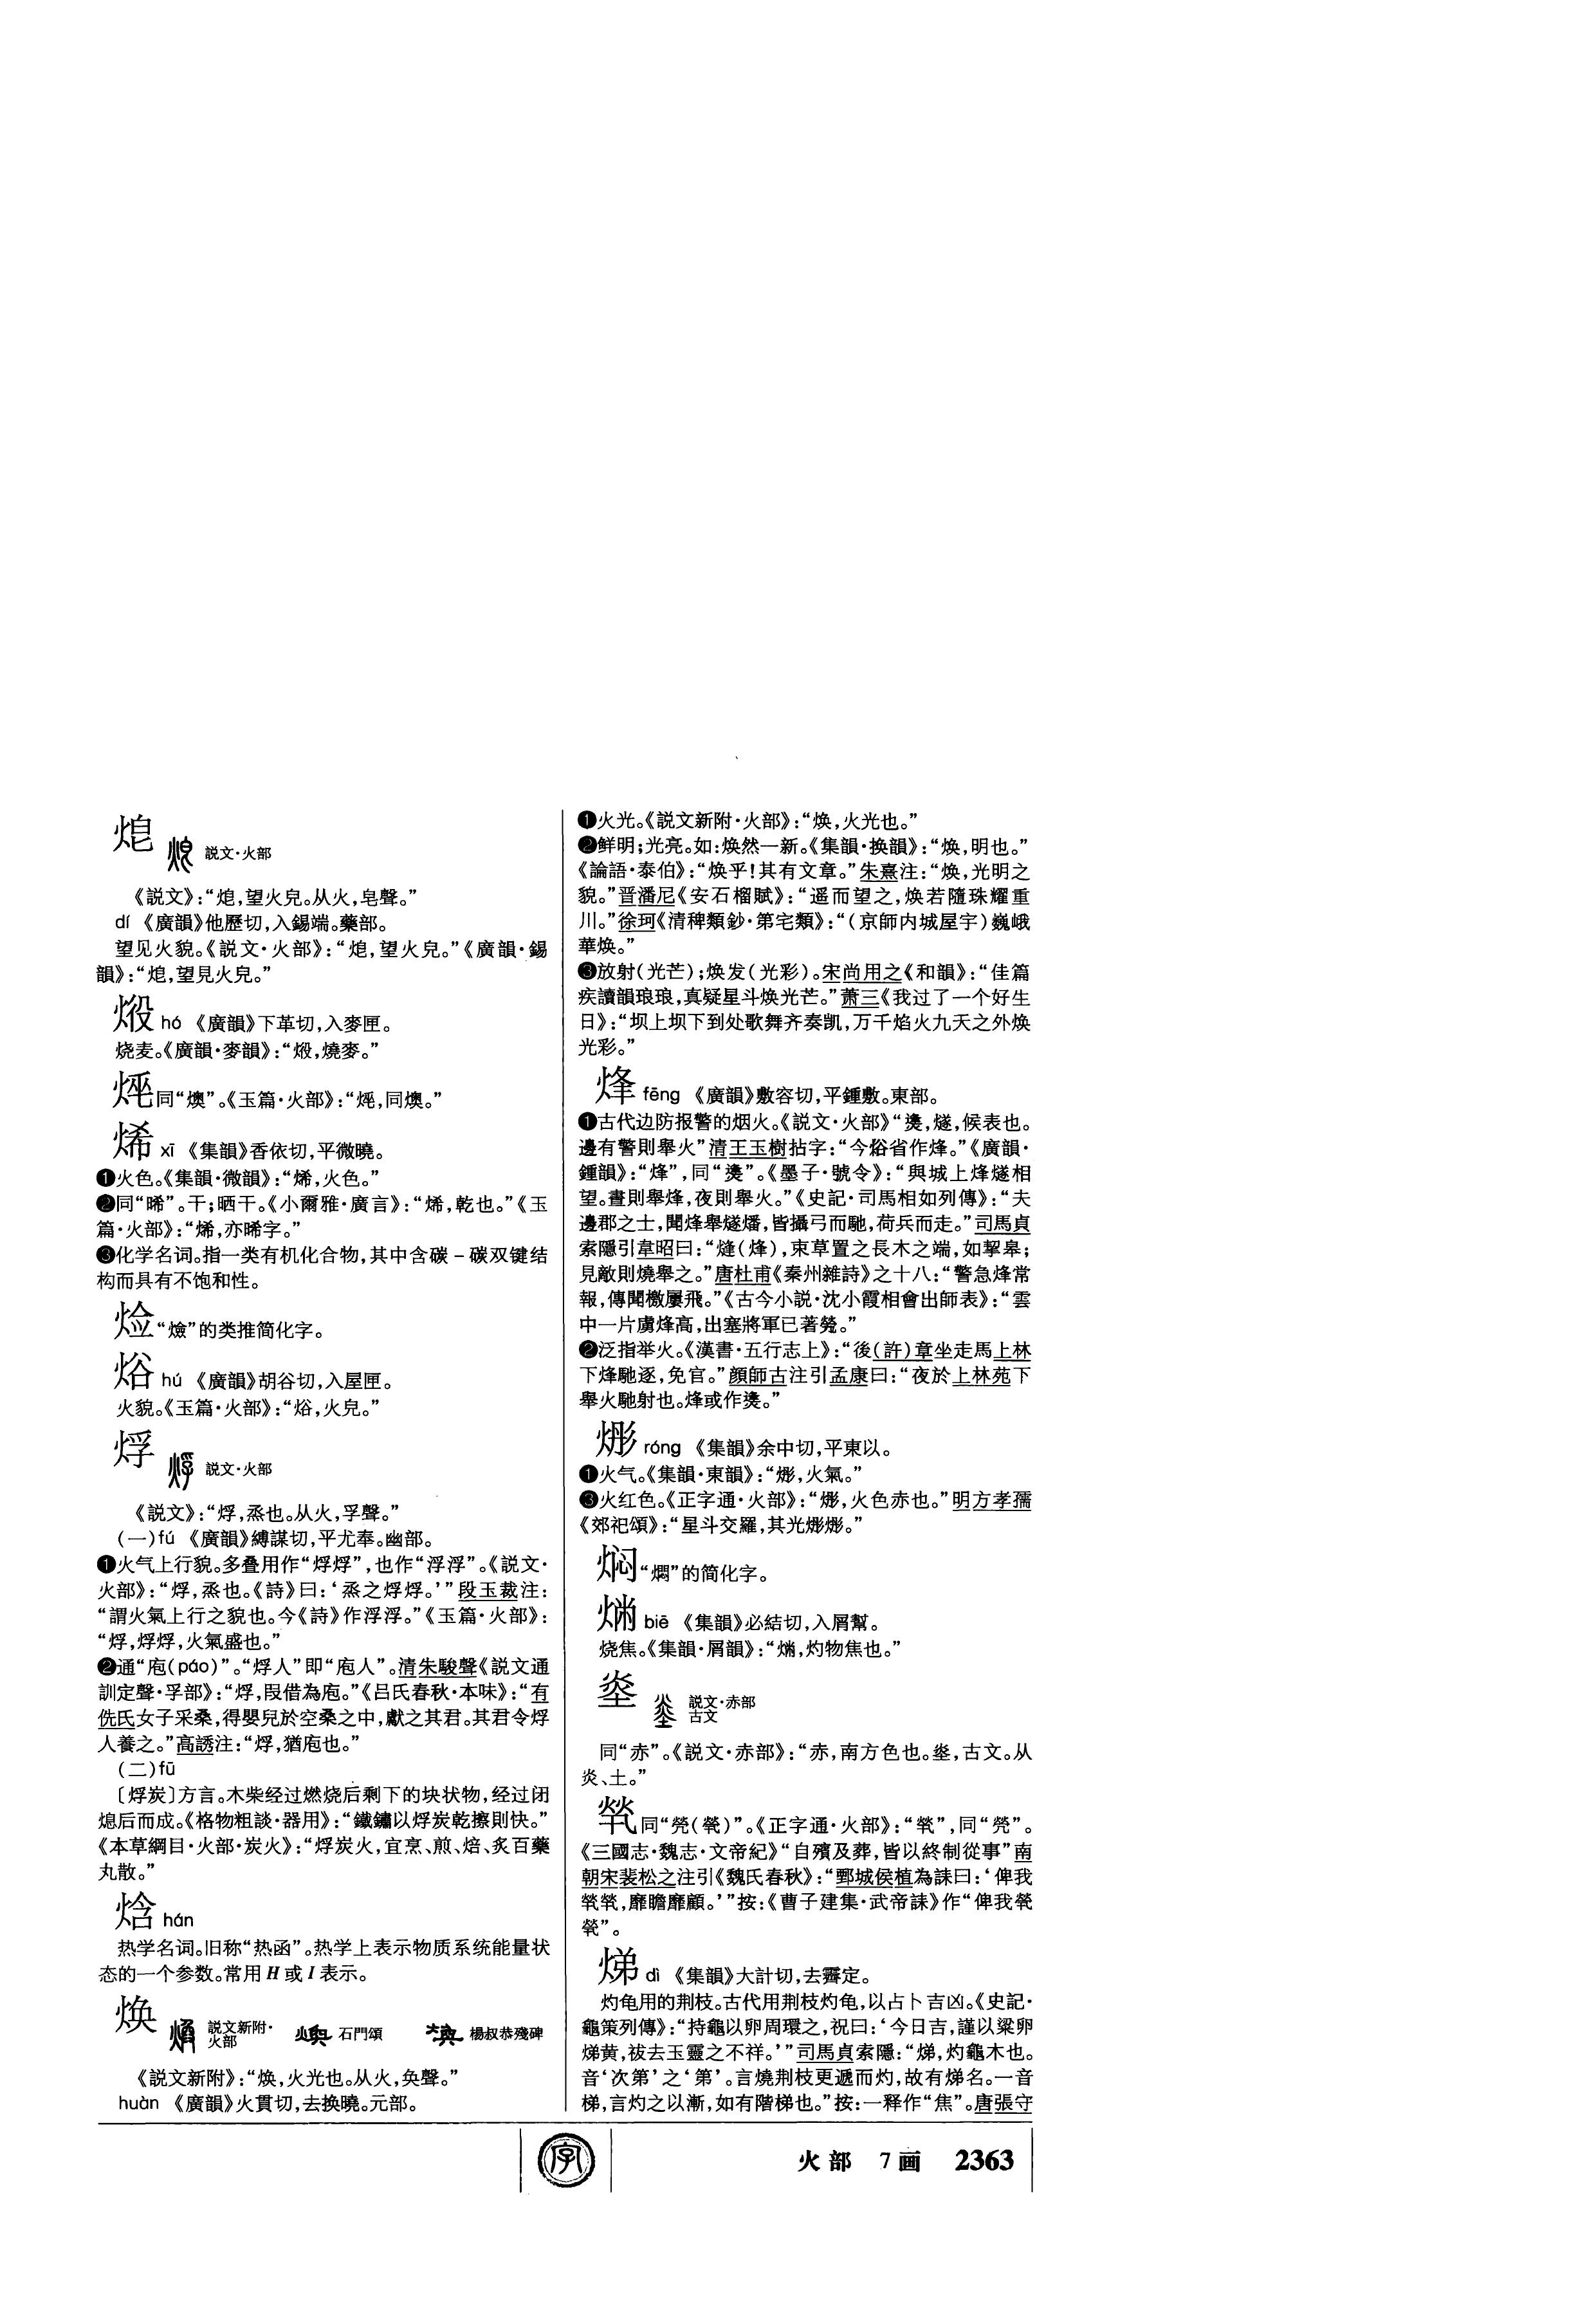 炮 説文·火部
《説文》：“炮，望火皃。从火，皀聲。”
dí 《廣韻》他歷切，入錫端。藥部。
望见火貌。《説文·火部》：“炮，望火皃。”《廣韻·錫
韻》：“炮，望見火皃。”
hó 《廣韻》下革切，入麥匣。
烧麦。《廣韻·麥韻》：“，燒麥。”
同“燠”。《玉篇·火部》：“，同燠。”
烯 xī 《集韻》香依切，平微曉。
❶火色。《集韻·微韻》：“烯，火色。”
❷同“晞”。干；晒干。《小爾雅·廣言》：“烯，乾也。”《玉
篇·火部》：“烯，亦晞字。”
❸化学名词。指一类有机化合物，其中含碳－碳双键结
构而具有不饱和性。
“燄”的类推简化字。
焀 hú 《廣韻》胡谷切，入屋匣。
火貌。《玉篇·火部》：“焀，火皃。”
烰 説文·火部
《説文》：“烰，烝也。从火，孚聲。”
（一）fú 《廣韻》縛謀切，平尤奉。幽部。
❶火气上行貌。多叠用作“烰烰”，也作“浮浮”。《説文·
火部》：“烰，烝也。《詩》曰：‘烝之烰烰。’”段玉裁注：
“謂火氣上行之貌也。今《詩》作浮浮。”《玉篇·火部》：
“烰，烰烰，火氣盛也。”
❷通“庖（páo）”。“烰人”即“庖人”。清朱駿聲《説文通
訓定聲·孚部》：“烰，叚借為庖。”《吕氏春秋·本味》：“有
侁氏女子采桑，得嬰兒於空桑之中，獻之其君。其君令烰
人養之。”高誘注：“烰，猶庖也。”
（二）fū
〔烰炭〕方言。木柴经过燃烧后剩下的块状物，经过闭
熄后而成。《格物粗談·器用》：“鐵鏽以烰炭乾擦則快。”
《本草綱目·火部·炭火》：“烰炭火，宜烹、煎、焙、炙百藥
丸散。”
焓 hán
热学名词。旧称“热函”。热学上表示物质系统能量状
态的一个参数。常用H或I表示。
焕 説文新附·火部 石門頌 楊叔恭殘碑
《説文新附》：“焕，火光也。从火，奂聲。”
huàn 《廣韻》火貫切，去换曉。元部。
❶火光。《説文新附·火部》：“焕，火光也。”
❷鲜明；光亮。如：焕然一新。《集韻·换韻》：“焕，明也。”
《論語·泰伯》：“焕乎！其有文章。”朱熹注：“焕，光明之
貌。”晋潘尼《安石榴賦》：“遥而望之，焕若隨珠耀重
川。”徐珂《清稗類鈔·第宅類》：“（京師内城屋宇）巍峨
華焕。”
❸放射（光芒）；焕发（光彩）。宋尚用之《和韻》：“佳篇
疾讀韻琅琅，真疑星斗焕光芒。”萧三《我过了一个好生
日》：“坝上坝下到处歌舞齐奏凯，万千焰火九天之外焕
光彩。”
烽 fēng 《廣韻》敷容切，平鍾敷。東部。
❶古代边防报警的烟火。《説文·火部》“㷭，燧，候表也。
邊有警則舉火”清王玉樹拈字：“今俗省作烽。”《廣韻·
鍾韻》：“烽”，同“㷭”。《墨子·號令》：“與城上烽燧相
望。晝則舉烽，夜則舉火。”《史記·司馬相如列傳》：“夫
邊郡之士，聞烽舉燧燔，皆攝弓而馳，荷兵而走。”司馬貞
索隱引韋昭曰：“熢（烽），束草置之長木之端，如挈皋；
見敵則燒舉之。”唐杜甫《秦州雜詩》之十八：“警急烽常
報，傳聞檄屢飛。”《古今小説·沈小霞相會出師表》：“雲
中一片虜烽高，出塞將軍已著勞。”
❷泛指举火。《漢書·五行志上》：“後（許）章坐走馬上林
下烽馳逐，免官。”顔師古注引孟康曰：“夜於上林苑下
舉火馳射也。烽或作㷭。”
烿 róng 《集韻》余中切，平東以。
❶火气。《集韻·東韻》：“，火氣。”
❸火红色。《正字通·火部》：“，火色赤也。”明方孝孺
《郊祀頌》：“星斗交羅，其光。”
焖 “燜”的简化字。
biē 《集韻》必結切，入屑幫。
烧焦。《集韻·屑韻》：“，灼物焦也。”
烾 説文·赤部 古文
同“赤”。《説文·赤部》：“赤，南方色也。烾，古文。从
炎、土。”
焭 同“煢（㷀）”。《正字通·火部》：“焭”，同“煢”。
《三國志·魏志·文帝紀》“自殯及葬，皆以終制從事”南
朝宋裴松之注引《魏氏春秋》：“鄄城侯植為誄曰：‘俾我
焭焭，靡瞻靡顧。’”按：《曹子建集·武帝誄》作“俾我煢
煢”。
焍 dì 《集韻》大計切，去霽定。
灼龟用的荆枝。古代用荆枝灼龟，以占卜吉凶。《史記·
龜策列傳》：“持龜以卵周環之，祝曰：‘今日吉，謹以粱卵
焍黄，祓去玉靈之不祥。’”司馬貞索隱：“焍，灼龜木也。
音‘次第’之‘第’。言燒荆枝更遞而灼，故有焍名。一音
梯，言灼之以漸，如有階梯也。”按：一释作“焦”。唐張守
字
火部 7画 2363